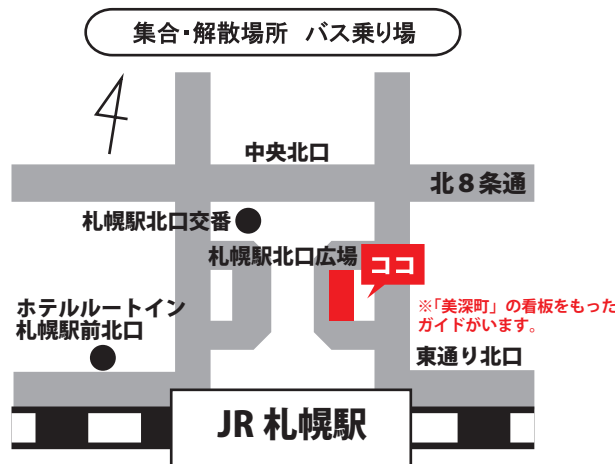 集合・解散場所 バス乗り場
中央北口
北8条通
札幌駅北口交番
札幌駅北口広場
ココ
※「美深町」の看板をもった
ガイドがいます。
ホテルルートイン
札幌駅前北口
東通り北口
JR 札幌駅